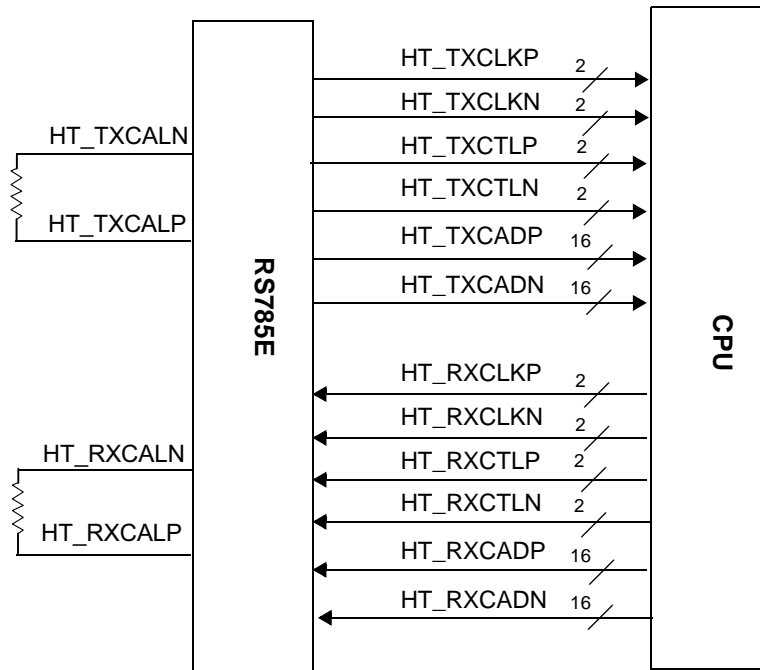 HT_TXCLKP 2
HT_TXCLKN 2
HT_TXCALN
HT_TXCTLP 2
HT_TXCTLN 2
HT_TXCALP
HT_TXCADP 16
HT_TXCADN 16
RS785E
CPU
HT_RXCLKP 2
HT_RXCLKN 2
HT_RXCALN
HT_RXCTLP 2
HT_RXCTLN 2
HT_RXCALP
HT_RXCADP 16
HT_RXCADN 16